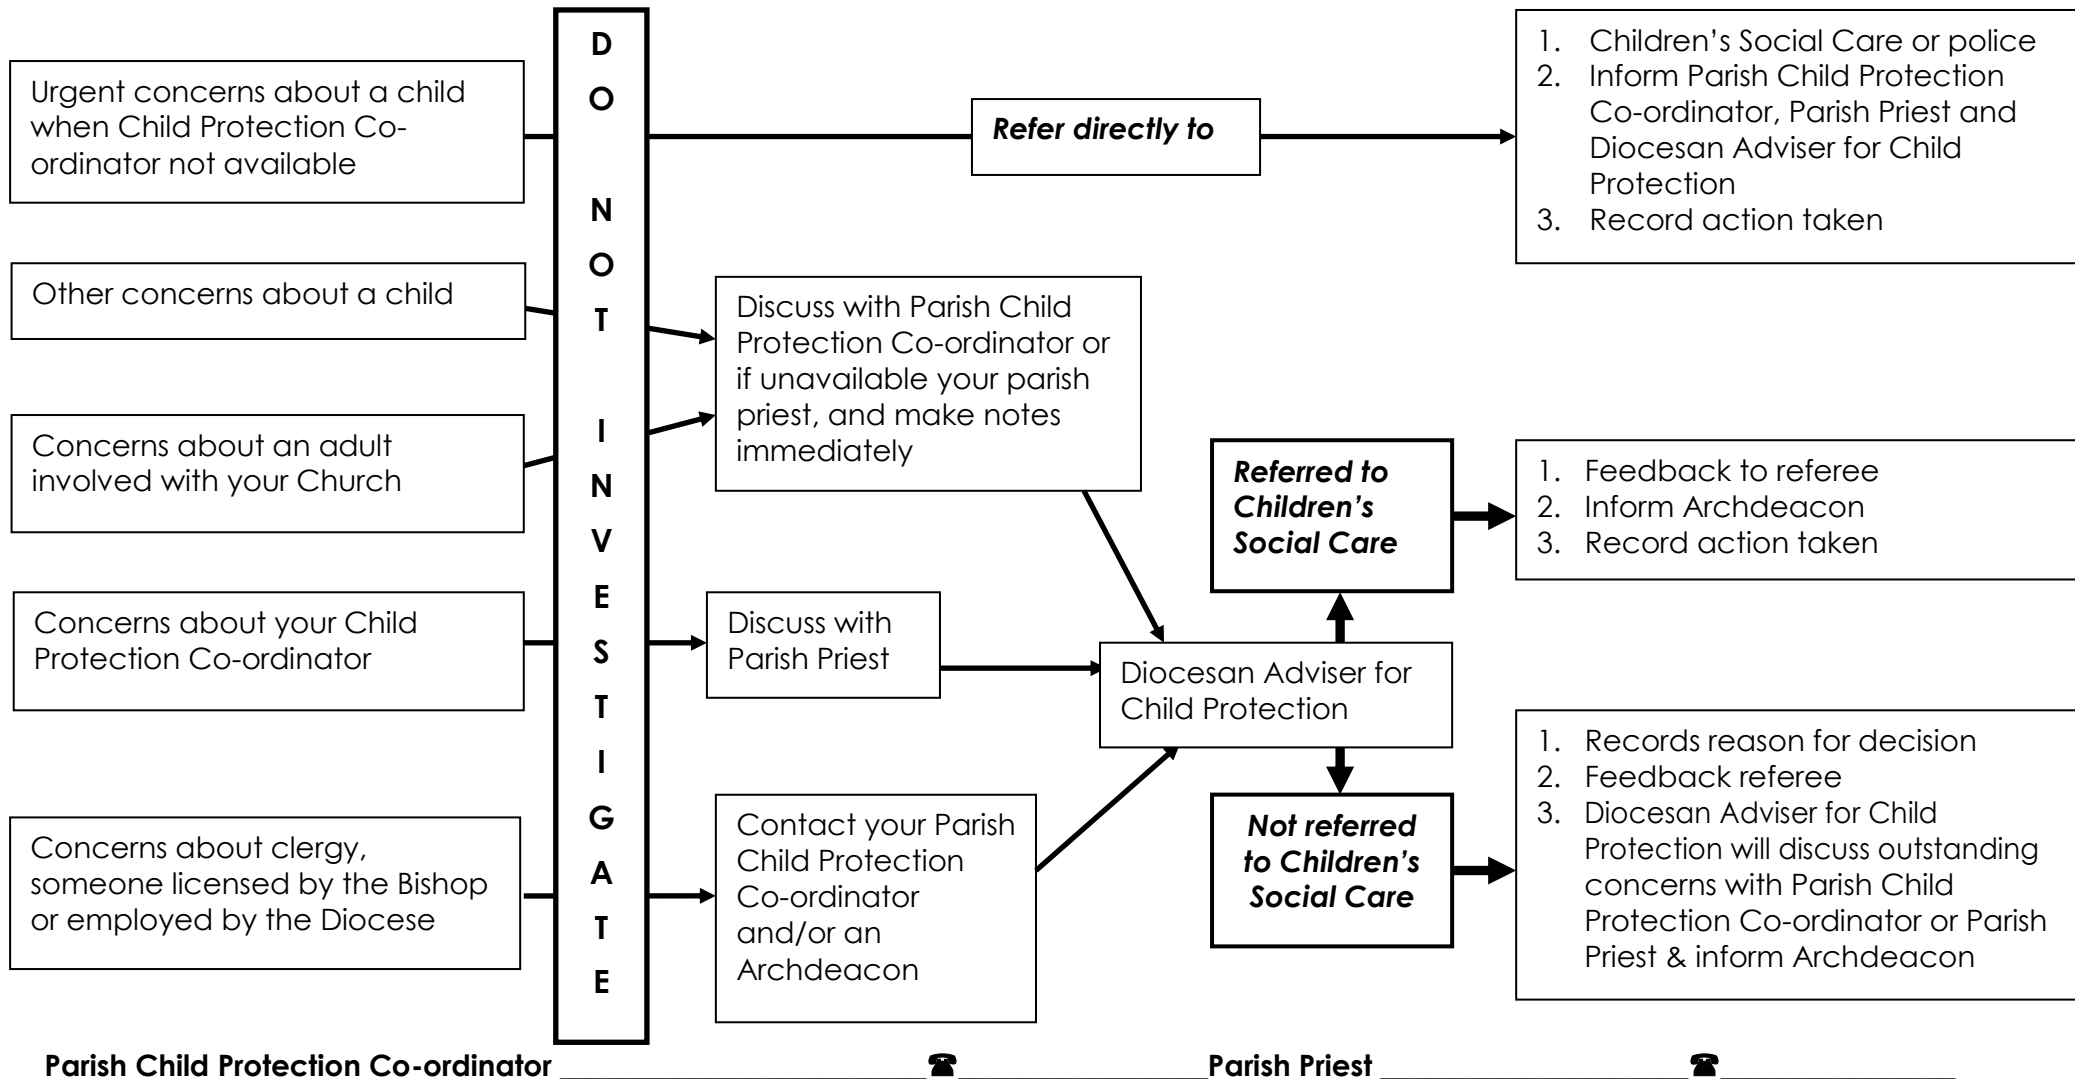 Urgent concerns about a child
when Child Protection Co-
ordinator not available
Other concerns about a child
Concerns about an adult
involved with your Church
Concerns about your Child
Protection Co-ordinator
Concerns about clergy,
someone licensed by the Bishop
or employed by the Diocese
D
O
N
O
T
I
N
V
E
S
T
I
G
A
T
E
Refer directly to
1. Children's Social Care or police
2. Inform Parish Child Protection
Co-ordinator, Parish Priest and
Diocesan Adviser for Child
Protection
3. Record action taken
Discuss with Parish Child
Protection Co-ordinator or
if unavailable your parish
priest, and make notes
immediately
Discuss with
Parish Priest
Contact your Parish
Child Protection
Co-ordinator
and/or an
Archdeacon
Diocesan Adviser for
Child Protection
Referred to
Children's
Social Care
1. Feedback to referee
2. Inform Archdeacon
3. Record action taken
Not referred
to Children's
Social Care
1. Records reason for decision
2. Feedback referee
3. Diocesan Adviser for Child
Protection will discuss outstanding
concerns with Parish Child
Protection Co-ordinator or Parish
Priest & inform Archdeacon
Parish Child Protection Co-ordinator ____________________ ☎ ____________________ Parish Priest ____________________ ☎ ____________________